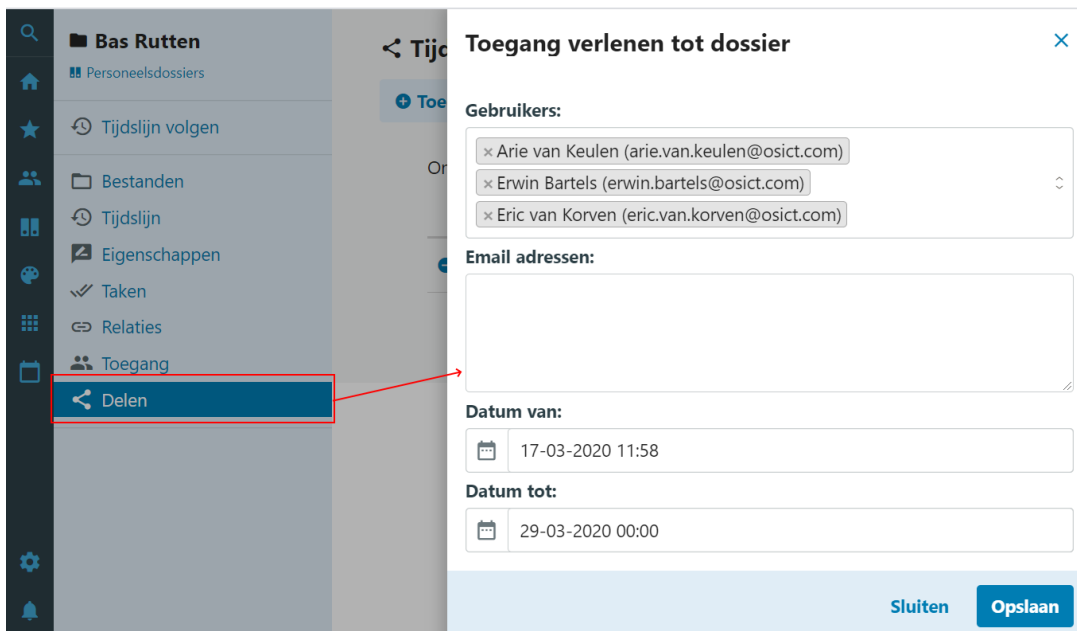 Bas Rutten
Personeelsdossiers
Tijdslijn volgen
Bestanden
Tijdslijn
Eigenschappen
Taken
Relaties
Toegang
Delen
Tijd
Toe
On
Toegang verlenen tot dossier
Gebruikers:
× Arie van Keulen (arie.van.keulen@osict.com)
× Erwin Bartels (erwin.bartels@osict.com)
× Eric van Korven (eric.van.korven@osict.com)
Email adressen:
Datum van:
17-03-2020 11:58
Datum tot:
29-03-2020 00:00
Sluiten
Opslaan